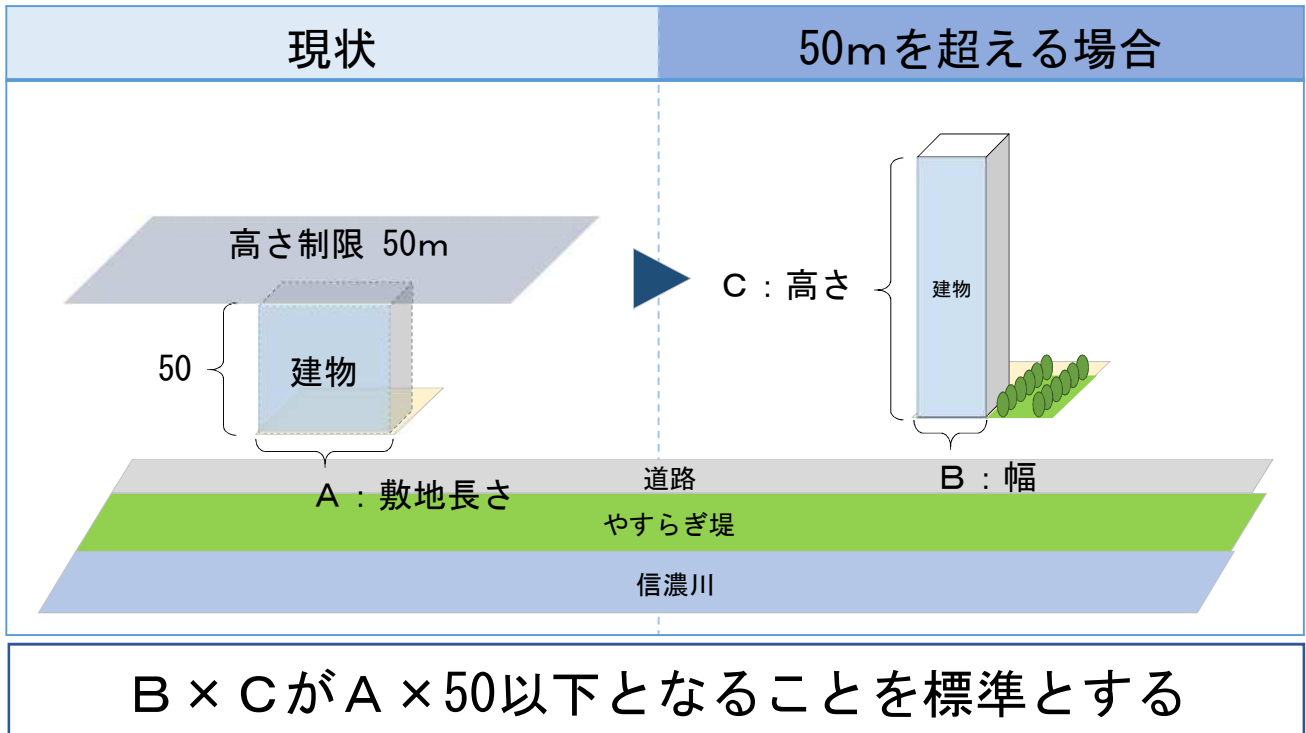 現状
50ｍを超える場合
高さ制限 50ｍ
50
建物
Ａ：敷地長さ
Ｃ：高さ
建物
Ｂ：幅
道路
やすらぎ堤
信濃川
Ｂ×ＣがＡ×50以下となることを標準とする